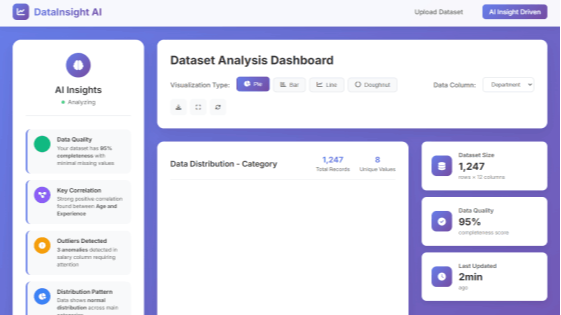 DataInsight AI
Upload Dataset
AI Insight Driven
AI Insights
Analyzing
Data Quality
Your dataset has 95%
completeness with
minimal missing values
Key Correlation
Strong positive correlation
found between Age and
Experience
Outliers Detected
3 anomalies detected in
salary column requiring
attention
Distribution Pattern
Data shows normal
distribution across main
Dataset Analysis Dashboard
Visualization Type:
Pie
Bar
Line
Doughnut
Data Column:
Department
Data Distribution - Category
1,247
Total Records
8
Unique Values
Dataset Size
1,247
rows × 12 columns
Data Quality
95%
completeness score
Last Updated
2min
ago